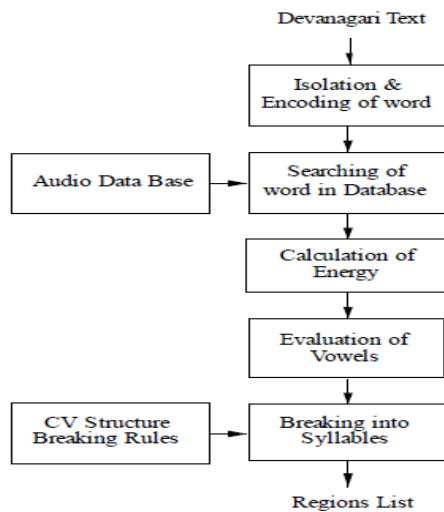 Devanagari Text
Isolation &
Encoding of word
Audio Data Base
Searching of
word in Database
Calculation of
Energy
Evaluation of
Vowels
CV Structure
Breaking Rules
Breaking into
Syllables
Regions List